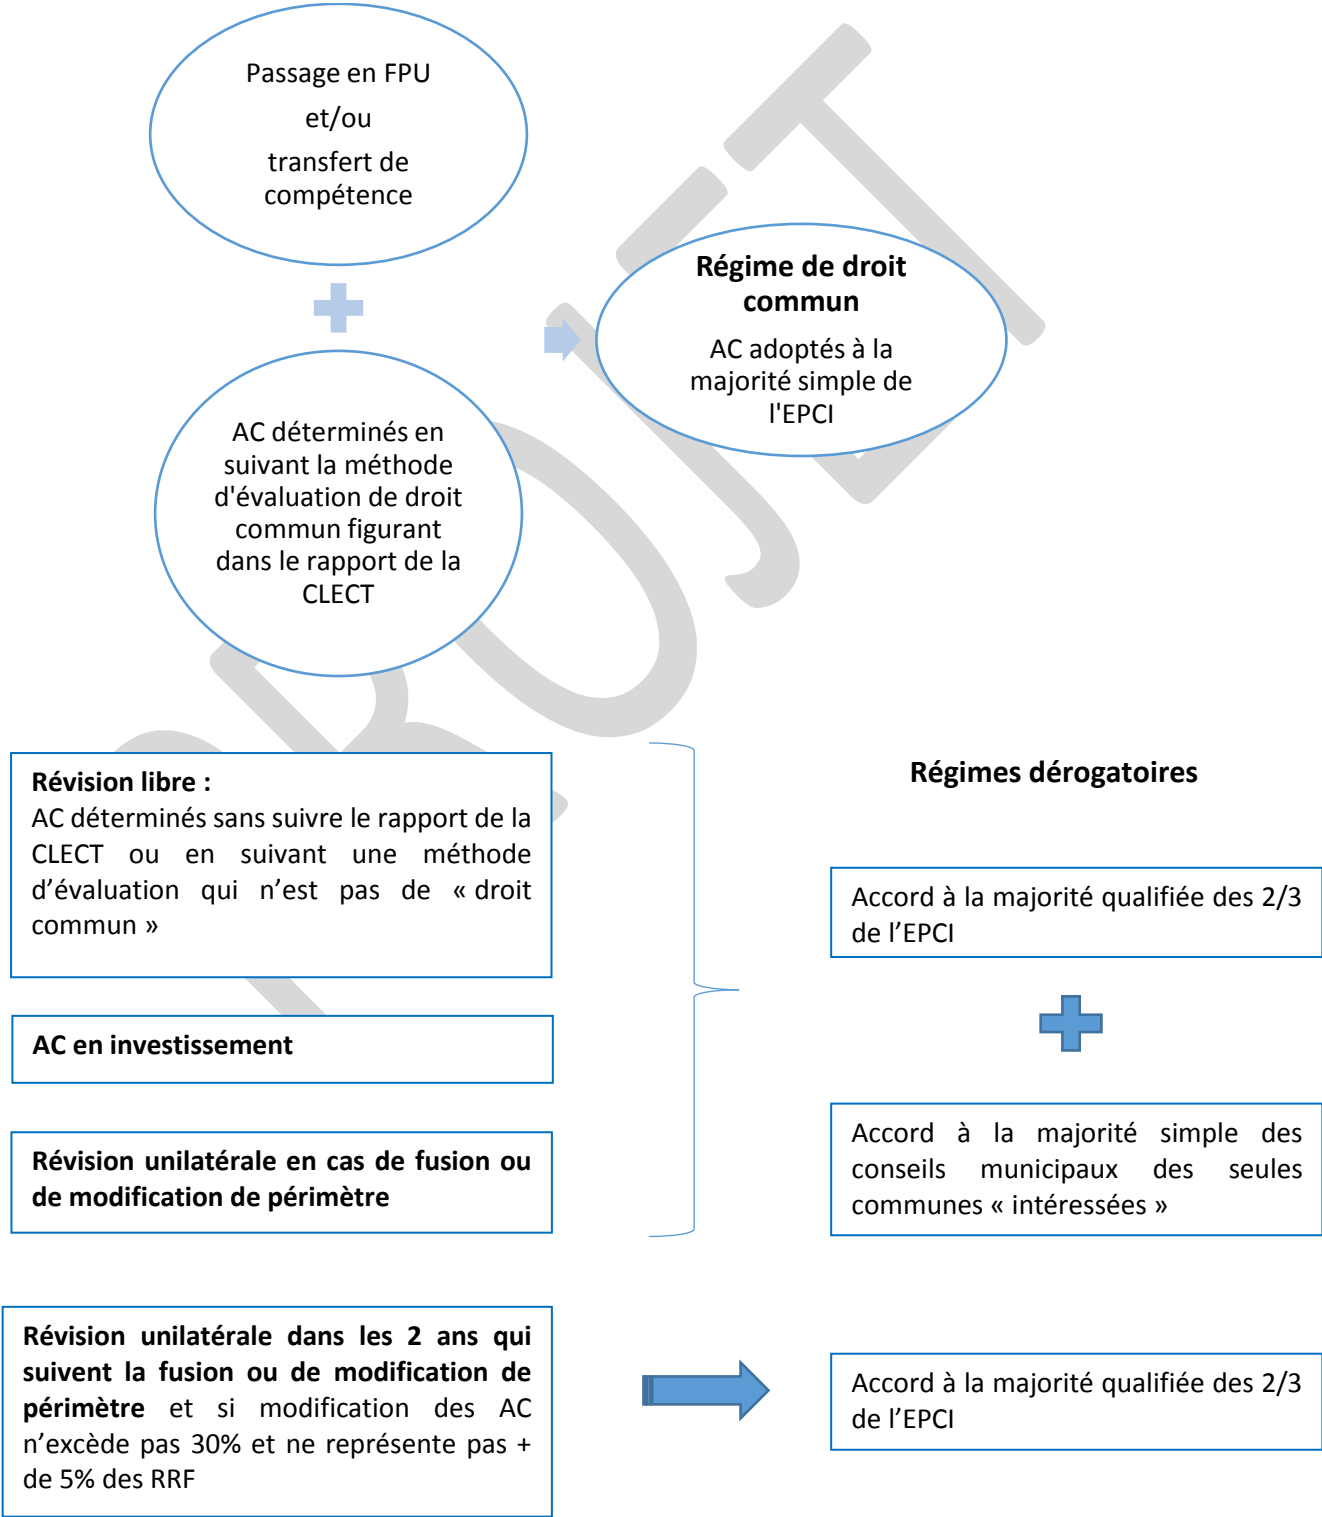 Passage en FPU
et/ou
transfert de
compétence
Régime de droit
commun
AC adoptés à la
majorité simple de
l'EPCI
AC déterminés en
suivant la méthode
d'évaluation de droit
commun figurant
dans le rapport de la
CLECT
PROJET
Révision libre :
AC déterminés sans suivre le rapport de la
CLECT ou en suivant une méthode
d’évaluation qui n’est pas de « droit
commun »
AC en investissement
Révision unilatérale en cas de fusion ou
de modification de périmètre
Régimes dérogatoires
Accord à la majorité qualifiée des 2/3
de l’EPCI
Accord à la majorité simple des
conseils municipaux des seules
communes « intéressées »
Révision unilatérale dans les 2 ans qui
suivent la fusion ou de modification de
périmètre et si modification des AC
n’excède pas 30% et ne représente pas +
de 5% des RRF
Accord à la majorité qualifiée des 2/3
de l’EPCI